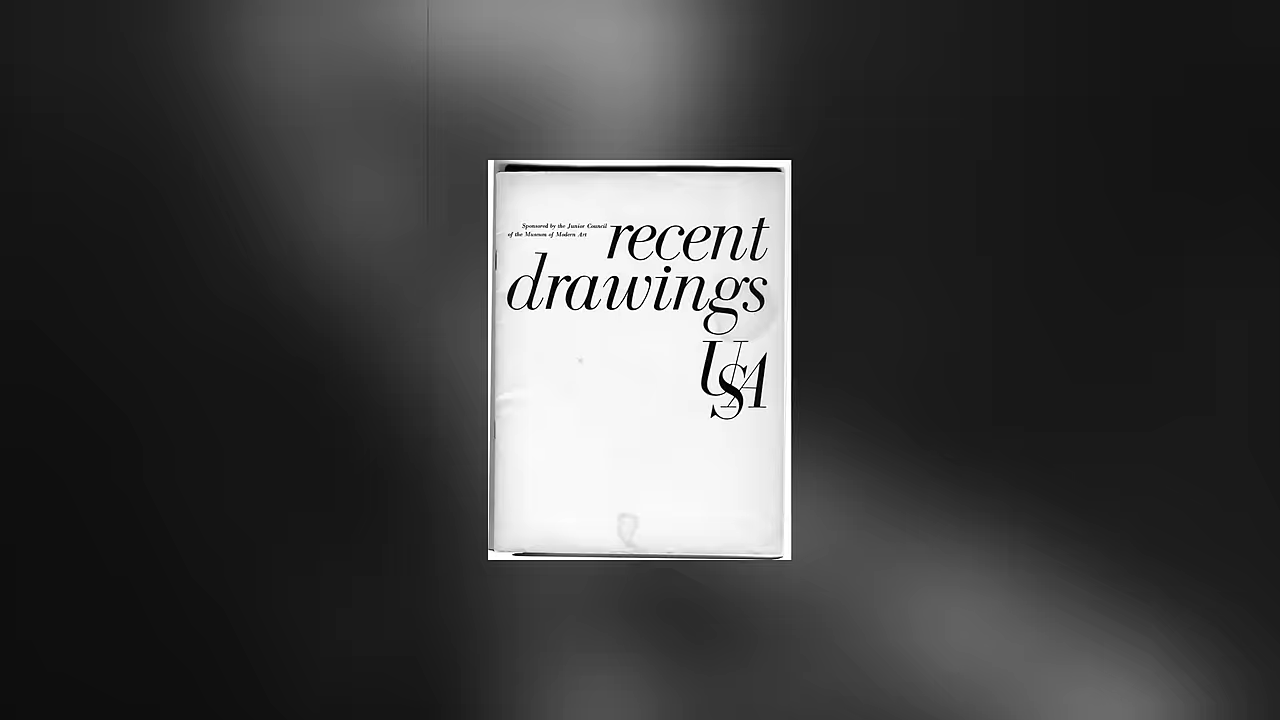 Sponsored by the Junior Council
of the Museum of Modern Art
recent
drawings
USA